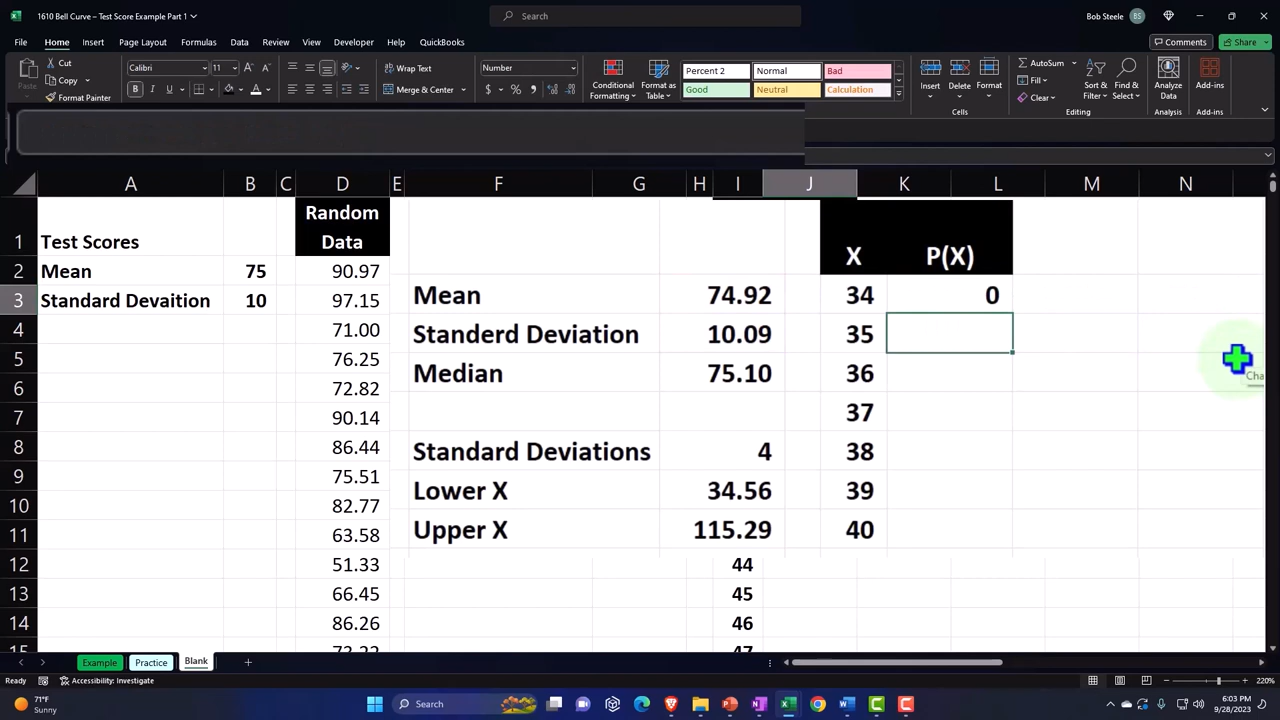 1610 Bell Curve – Test Score Example Part 1
Search
Bob Steele BS
File Home Insert Page Layout Formulas Data Review View Developer Help QuickBooks
Comments Share
Cut
Paste
Format Painter
Calibri 11
B I U
Wrap Text
Merge & Center
Number
$ %
Conditional
Formatting
Format as
Table
Percent 2 Normal Bad
Good Neutral Calculation
Insert Delete Format
Cells
AutoSum
Fill
Clear
Sort &
Filter
Find &
Select
Editing
Analyze
Data
Analysis
Add-ins
Add-ins
A B C D E F G H I J K L M N
Random
1 Test Scores Data X P(X)
2 Mean 75 90.97 Mean 74.92 34 0
3 Standard Devaition 10 97.15 Standerd Deviation 10.09 35
4 71.00 Median 75.10 36
5 76.25
6 72.82 37
7 90.14
8 86.44 Standard Deviations 4 38
9 75.51 Lower X 34.56 39
10 82.77
11 63.58 Upper X 115.29 40
12 51.33 44
13 66.45 45
14 86.26 46
15 73.22 47
Cha
Example Practice Blank +
Ready Accessibility: Investigate
220%
71°F
Sunny
Search
6:03 PM
9/28/2023